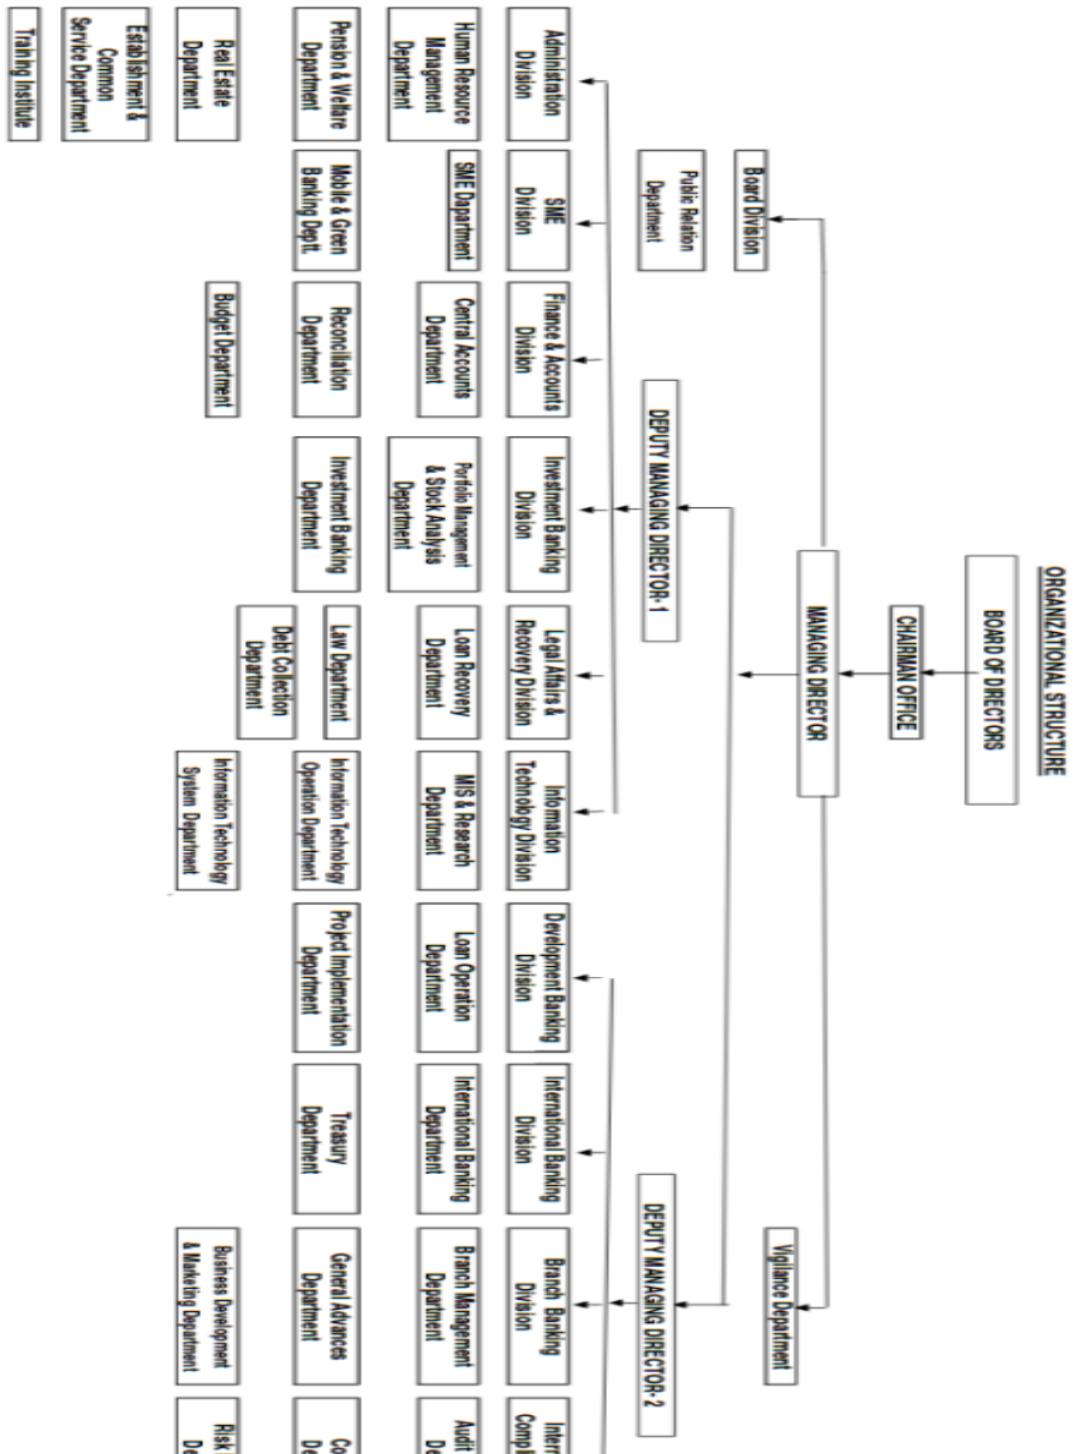 ORGANIZATIONAL STRUCTURE
BOARD OF DIRECTORS
CHAIRMAN OFFICE
MANAGING DIRECTOR
Board Division
Vigilance Department
Public Relation
Department
DEPUTY MANAGING DIRECTOR- 1
DEPUTY MANAGING DIRECTOR- 2
Administration
Division
SME
Division
Finance & Accounts
Division
Investment Banking
Division
Legal Affairs &
Recovery Division
Information
Technology Division
Development Banking
Division
International Banking
Division
Branch Banking
Division
Human Resource
Management
Department
SME Dapartment
Central Accounts
Department
Portfolio Management
& Stock Analysis
Department
Loan Recovery
Department
MIS & Research
Department
Loan Operation
Department
International Banking
Department
Branch Management
Department
Audit
Pension & Welfare
Department
Mobile & Green
Banking Deptt.
Reconciliation
Department
Investment Banking
Department
Law Department
Information Technology
Operation Department
Project Implementation
Department
Treasury
Department
General Advances
Department
Real Estate
Department
Budget Department
Debt Collection
Department
Information Technology
System Department
Business Development
& Marketing Department
Risk
Establishment &
Common
Service Department
Training Institute